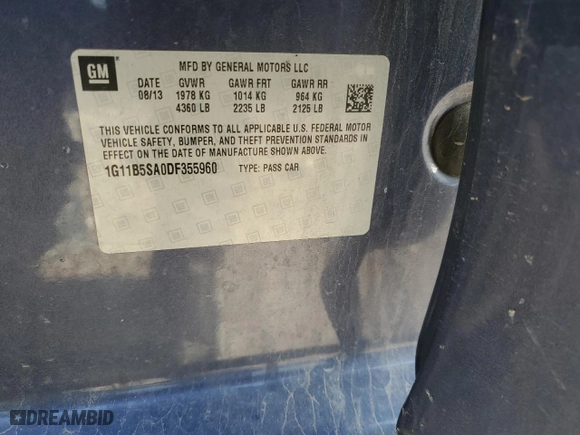 GM
MFD BY GENERAL MOTORS LLC
DATE GVWR GAWR FRT GAWR RR
08/13 1978 KG 1014 KG 964 KG
4360 LB 2235 LB 2125 LB
THIS VEHICLE CONFORMS TO ALL APPLICABLE U.S. FEDERAL MOTOR
VEHICLE SAFETY, BUMPER, AND THEFT PREVENTION STANDARDS IN
EFFECT ON THE DATE OF MANUFACTURE SHOWN ABOVE.
1G11B5SA0DF355960 TYPE: PASS CAR
DREAMBID